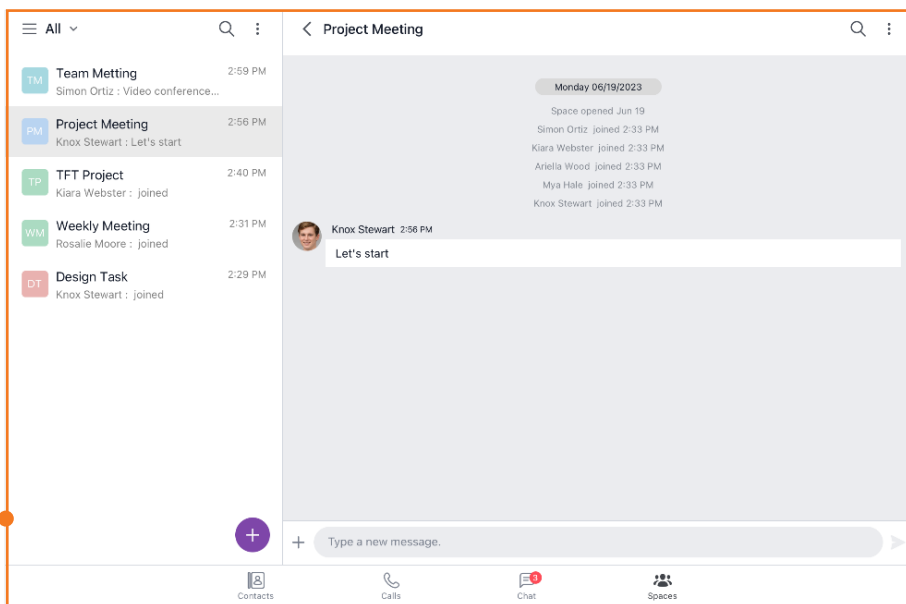 All
TM
Team Metting
2:59 PM
Simon Ortiz : Video conference...
PM
Project Meeting
2:56 PM
Knox Stewart : Let's start
TP
TFT Project
2:40 PM
Kiara Webster : joined
WM
Weekly Meeting
2:31 PM
Rosalie Moore : joined
DT
Design Task
2:29 PM
Knox Stewart : joined
Project Meeting
Monday 06/19/2023
Space opened Jun 19
Simon Ortiz joined 2:33 PM
Kiara Webster joined 2:33 PM
Ariella Wood joined 2:33 PM
Mya Hale joined 2:33 PM
Knox Stewart joined 2:33 PM
Knox Stewart 2:56 PM
Let's start
Type a new message.
Contacts
Calls
3
Chat
Spaces